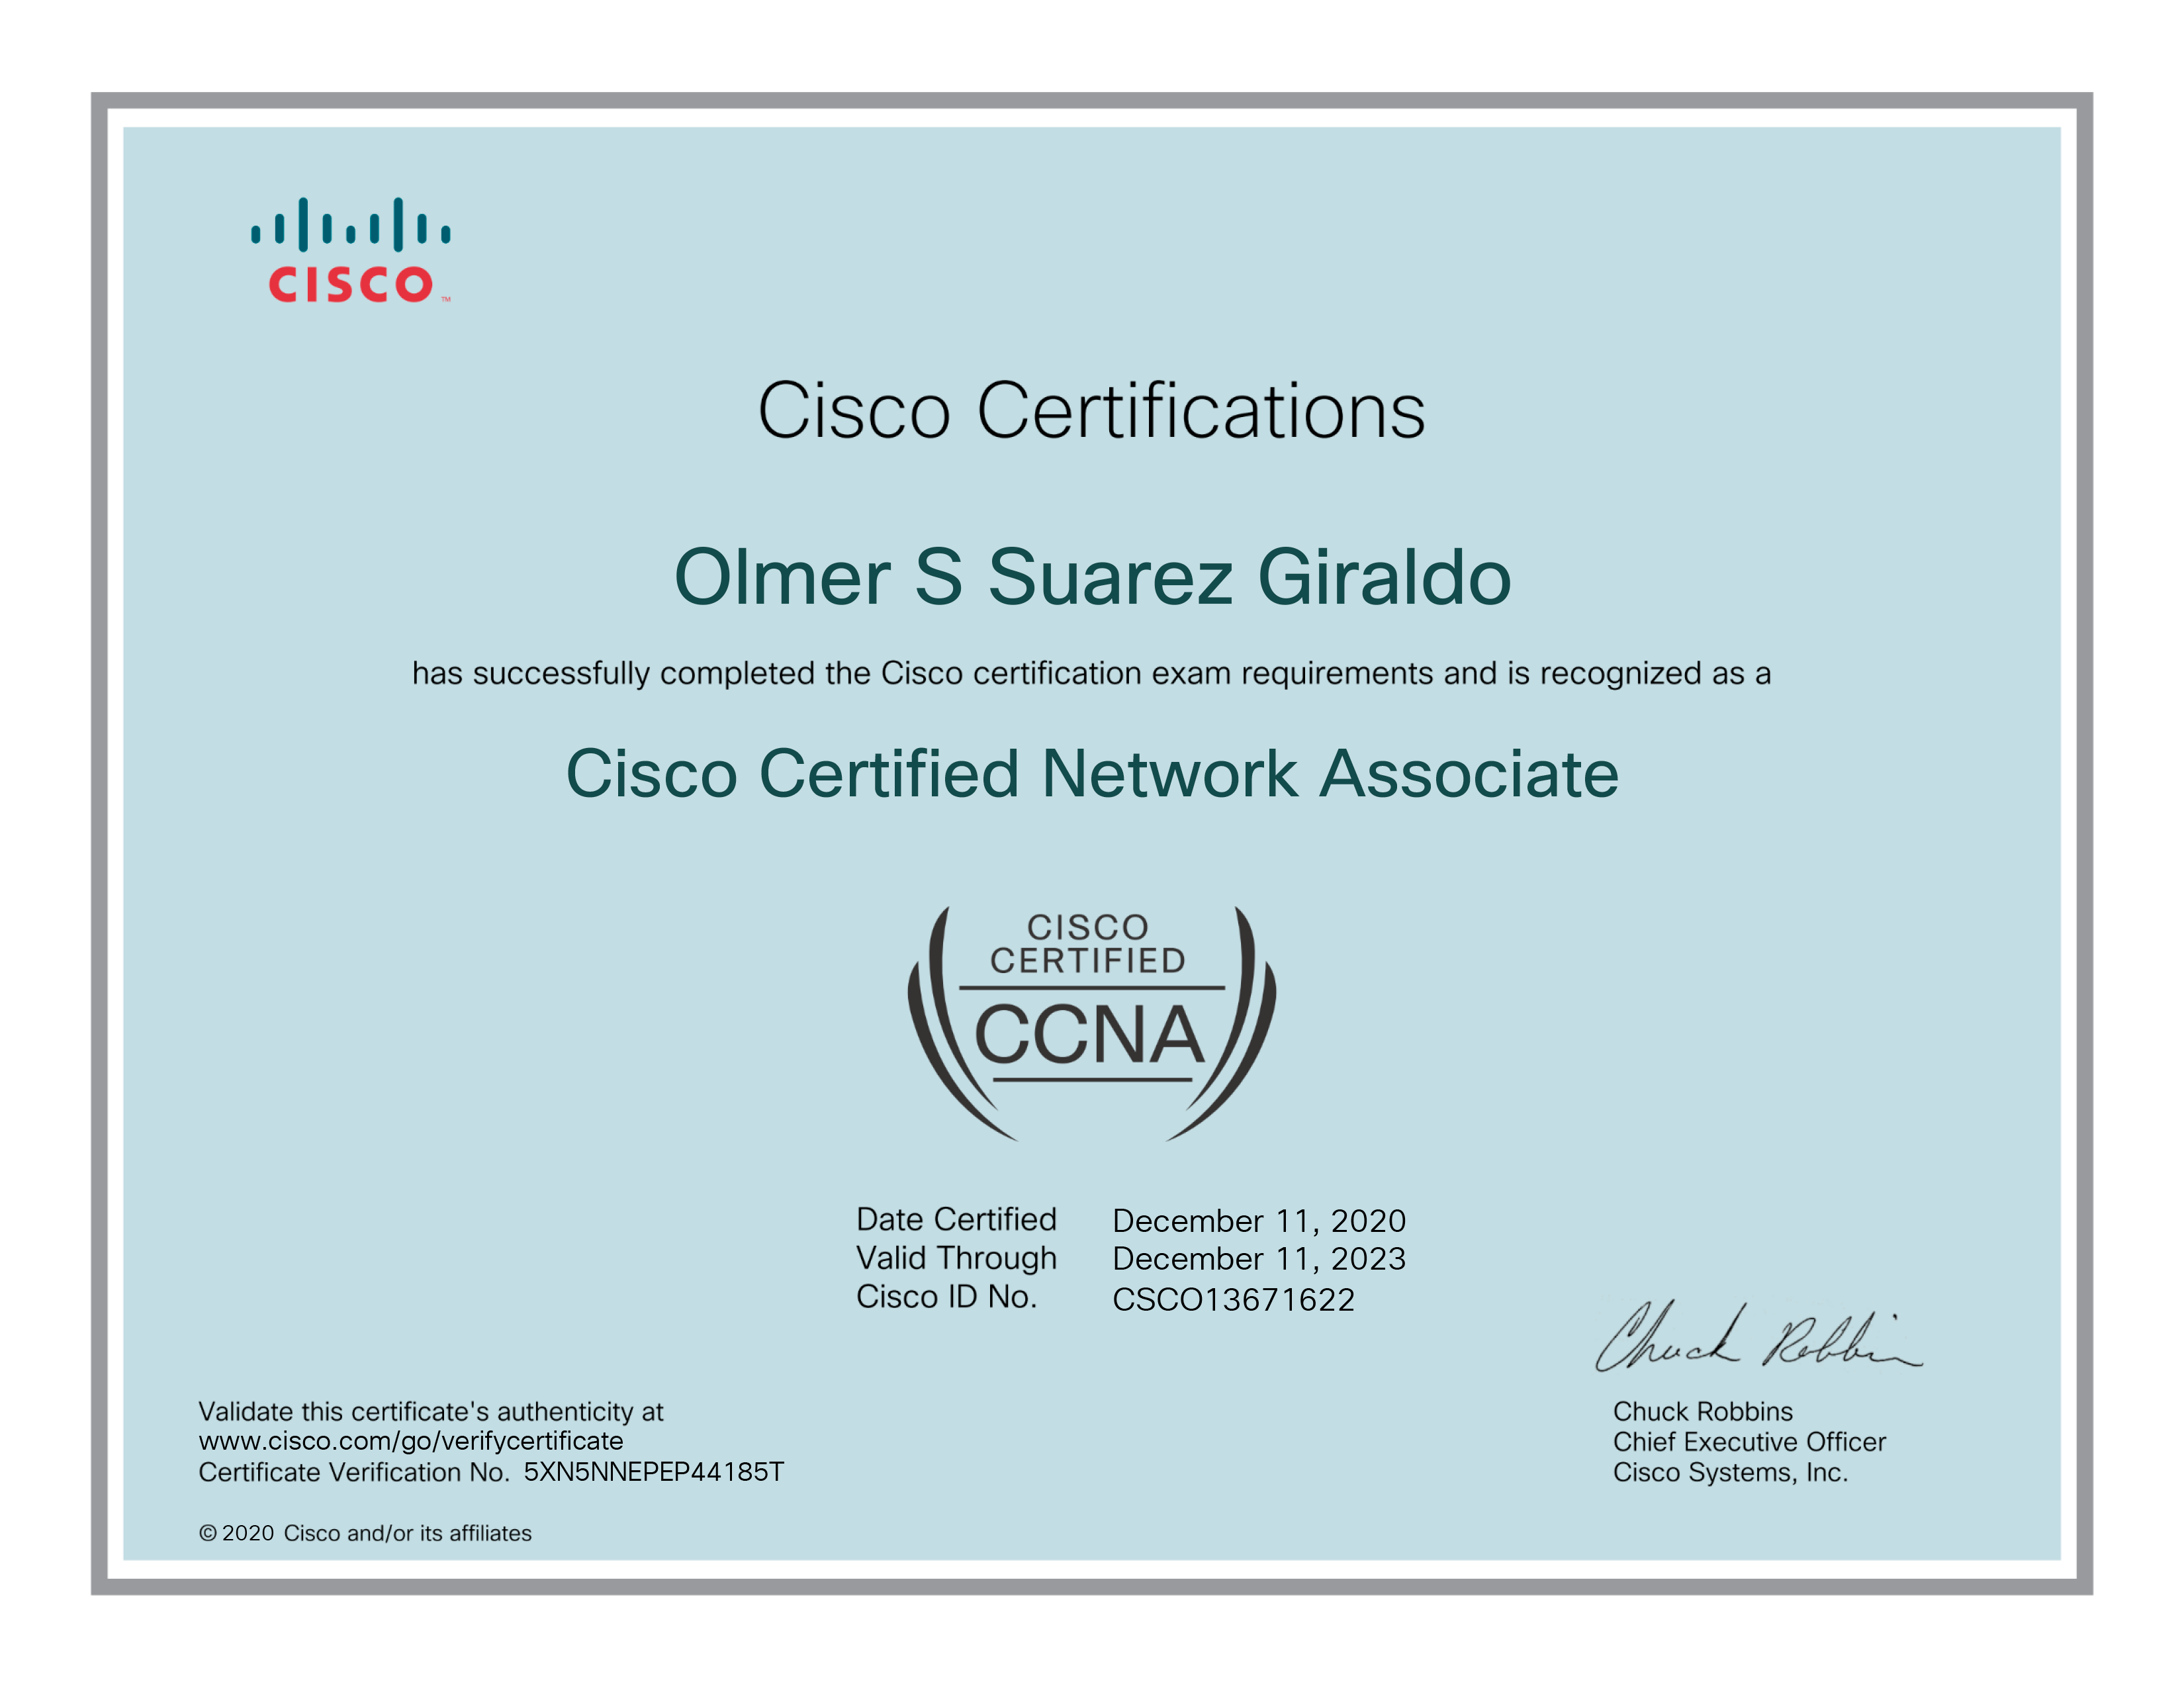 CISCO ™
Cisco Certifications
Olmer S Suarez Giraldo
has successfully completed the Cisco certification exam requirements and is recognized as a
Cisco Certified Network Associate
CISCO
CERTIFIED
CCNA
Date Certified December 11, 2020
Valid Through December 11, 2023
Cisco ID No. CSCO13671622
Chuck Robbins
Validate this certificate's authenticity at
www.cisco.com/go/verifycertificate
Certificate Verification No. 5XN5NNEPEP44185T
Chuck Robbins
Chief Executive Officer
Cisco Systems, Inc.
© 2020 Cisco and/or its affiliates